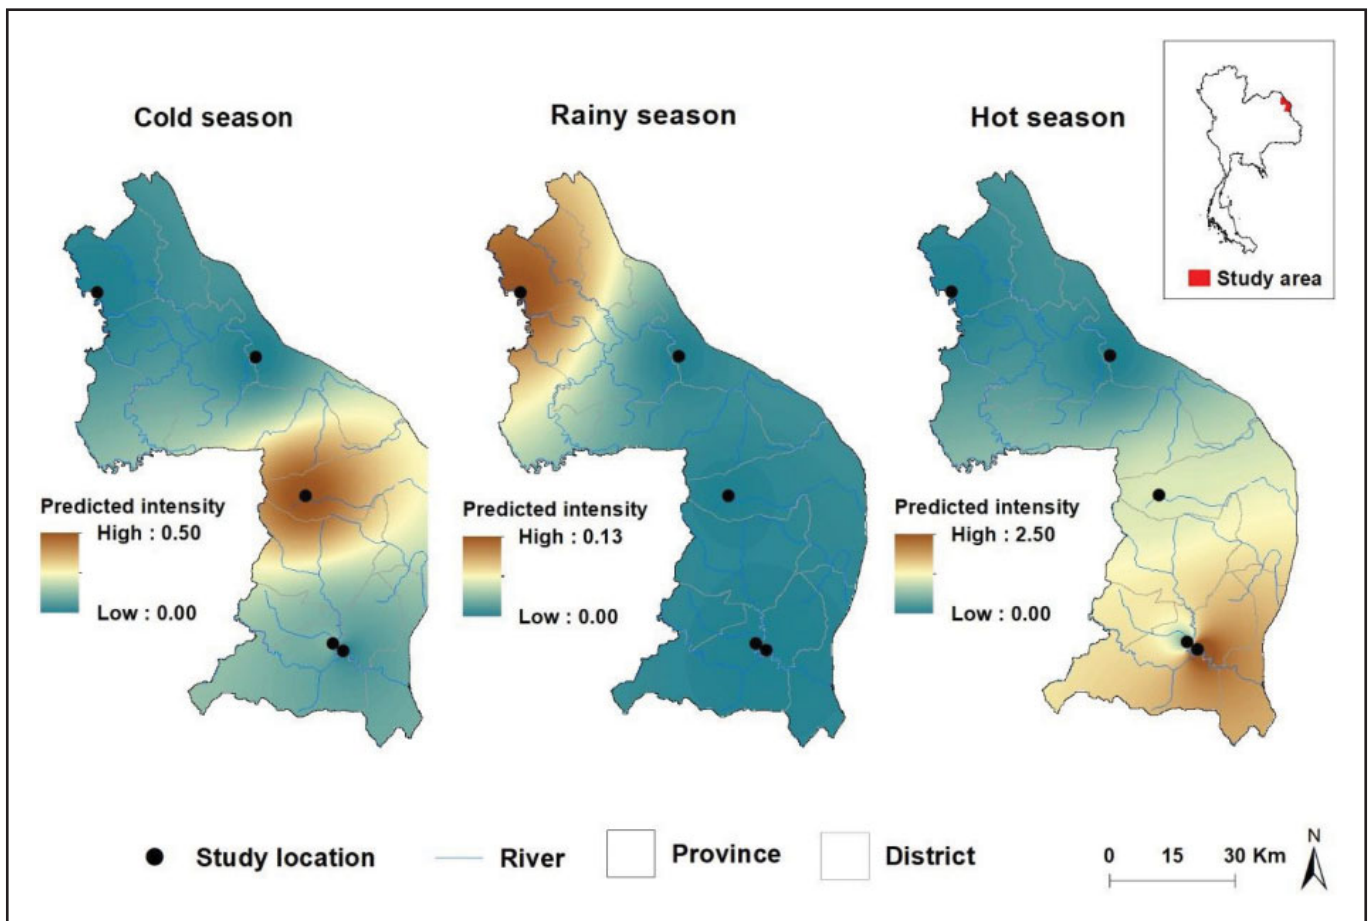 Cold season
Rainy season
Hot season
Study area
Predicted intensity
High : 0.50
Low : 0.00
Predicted intensity
High : 0.13
Low : 0.00
Predicted intensity
High : 2.50
Low : 0.00
Study location
River
Province
District
0 15 30 Km
N